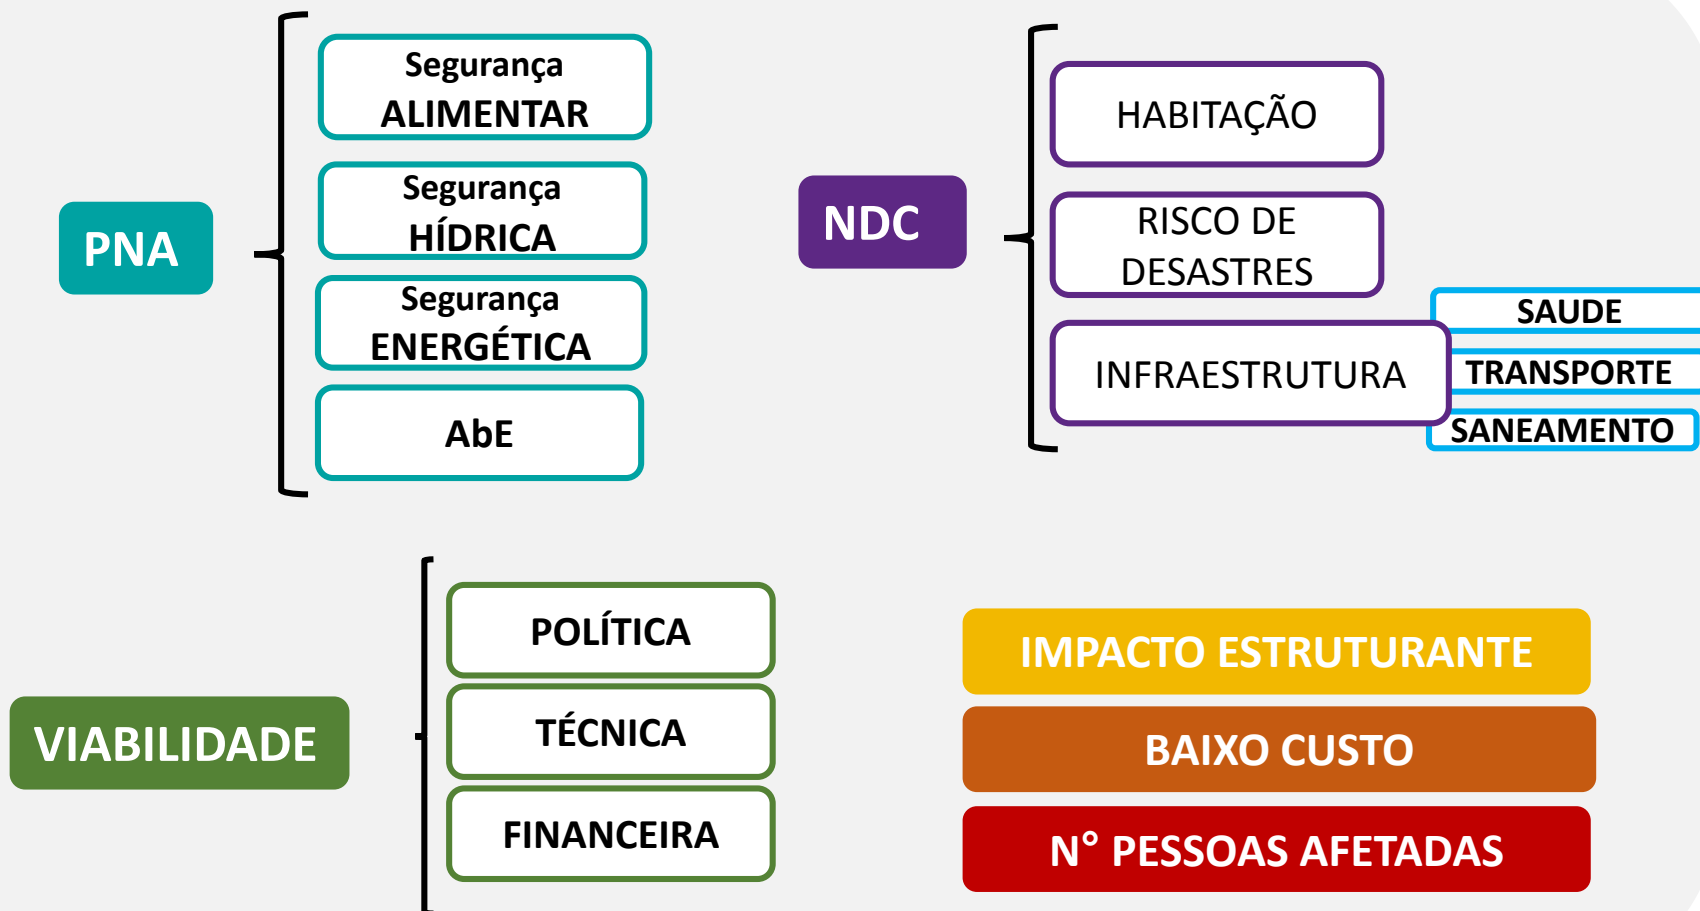 PNA
Segurança
ALIMENTAR
Segurança
HÍDRICA
Segurança
ENERGÉTICA
AbE
NDC
HABITAÇÃO
RISCO DE
DESASTRES
INFRAESTRUTURA
SAUDE
TRANSPORTE
SANEAMENTO
VIABILIDADE
POLÍTICA
TÉCNICA
FINANCEIRA
IMPACTO ESTRUTURANTE
BAIXO CUSTO
N° PESSOAS AFETADAS